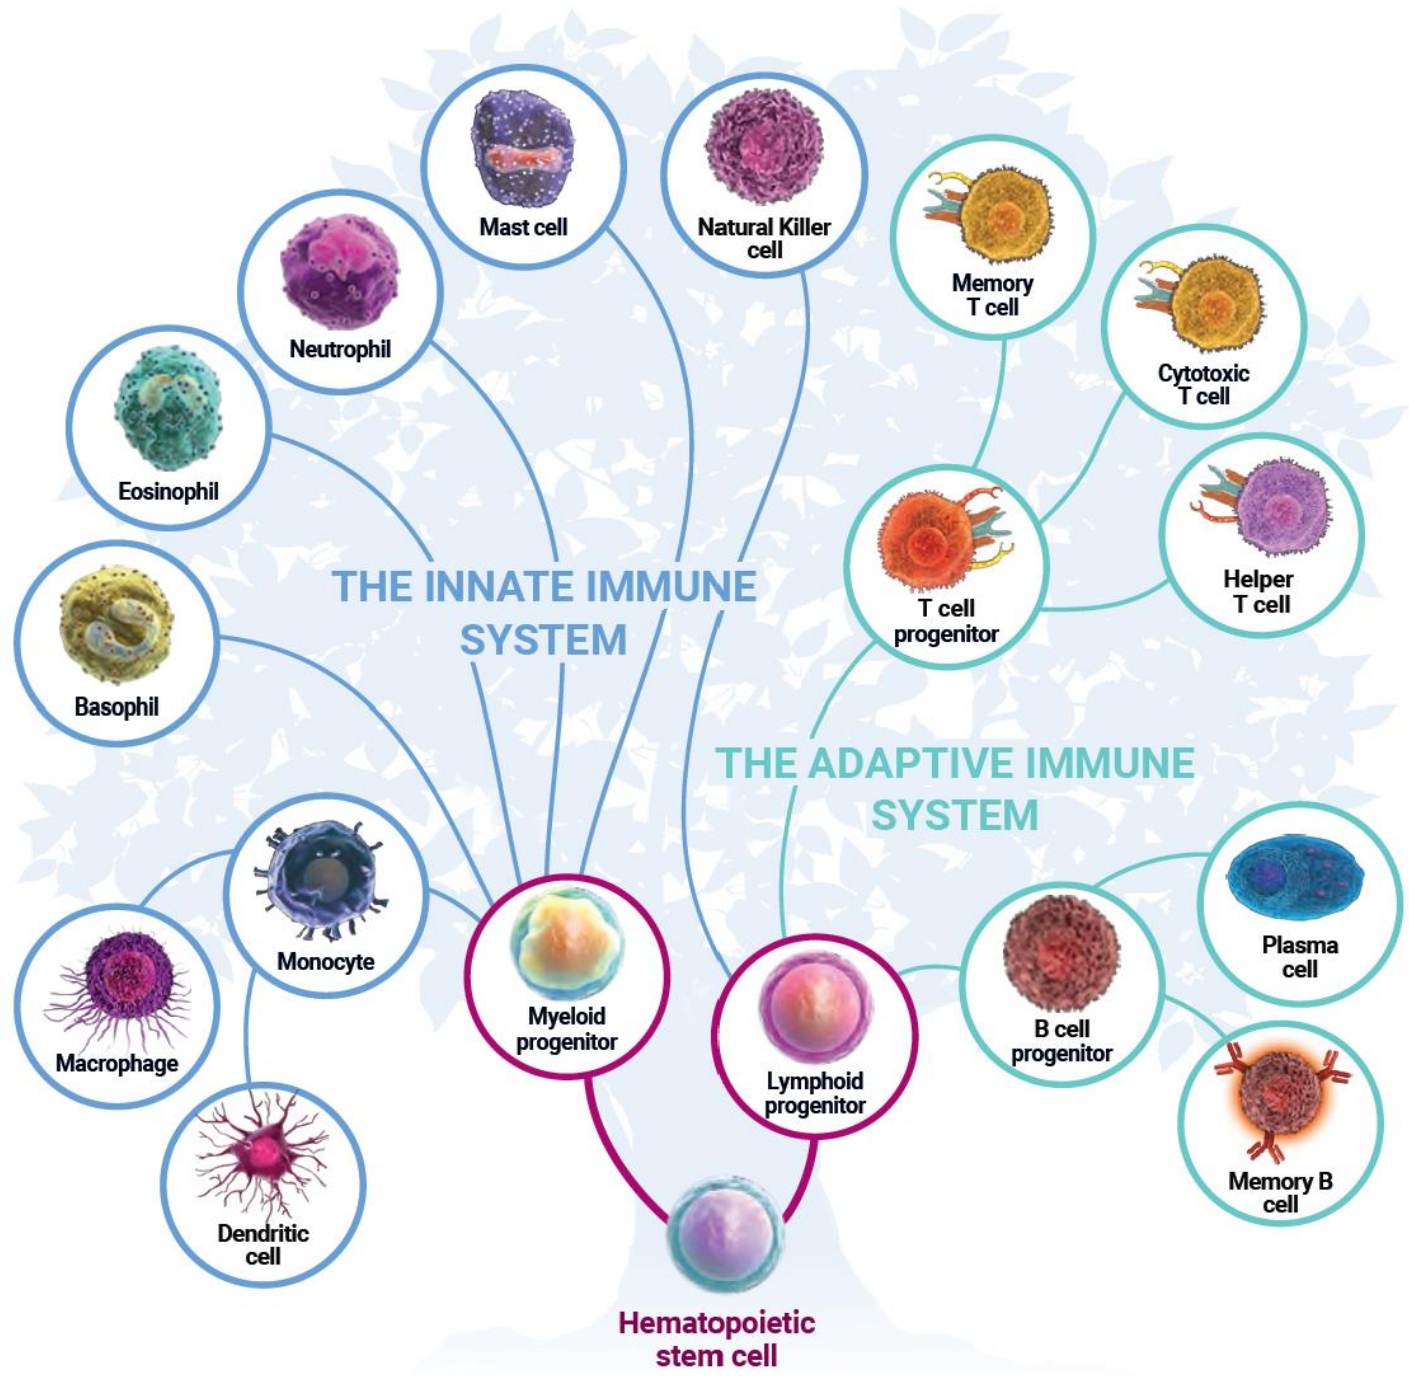 Mast cell
Natural Killer
cell
Memory
T cell
Neutrophil
Cytotoxic
T cell
Eosinophil
Helper
T cell
T cell
progenitor
THE INNATE IMMUNE
SYSTEM
Basophil
THE ADAPTIVE IMMUNE
SYSTEM
Monocyte
Plasma
cell
Myeloid
progenitor
B cell
progenitor
Macrophage
Lymphoid
progenitor
Memory B
cell
Dendritic
cell
Hematopoietic
stem cell